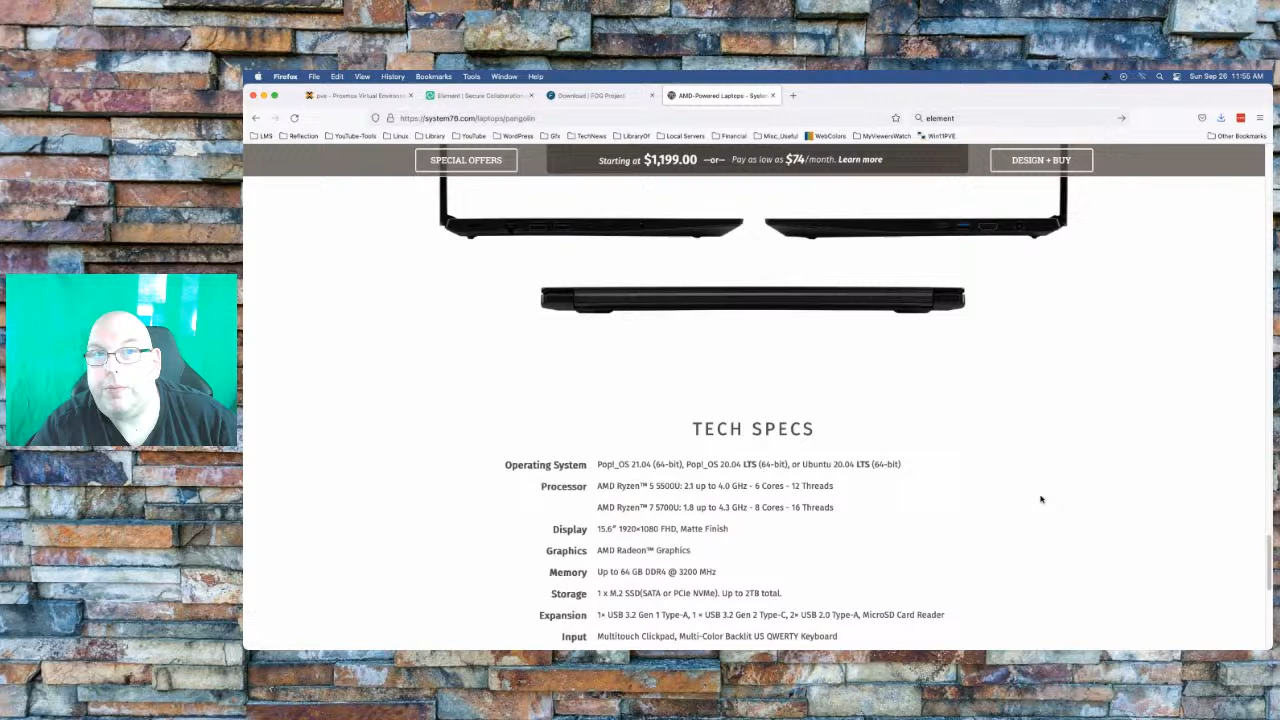 Firefox File Edit View History Bookmarks Tools Window Help Sun Sep 26 11:55 AM
pve - Proxmox Virtual Environm Element | Secure Collaboration Download | FOG Project AMD-Powered Laptops - System
https://system76.com/laptops/pangolin element
LMS Reflection YouTube-Tools Linux Library YouTube WordPress Gfx TechNews LibraryOf Local Servers Financial Misc_Useful WebColors MyViewersWatch Win11PVE Other Bookmarks
SPECIAL OFFERS Starting at $1,199.00 —or— Pay as low as $74/month. Learn more DESIGN + BUY
TECH SPECS
Operating System Pop!_OS 21.04 (64-bit), Pop!_OS 20.04 LTS (64-bit), or Ubuntu 20.04 LTS (64-bit)
Processor AMD Ryzen™ 5 5500U: 2.1 up to 4.0 GHz - 6 Cores - 12 Threads
AMD Ryzen™ 7 5700U: 1.8 up to 4.3 GHz - 8 Cores - 16 Threads
Display 15.6″ 1920×1080 FHD, Matte Finish
Graphics AMD Radeon™ Graphics
Memory Up to 64 GB DDR4 @ 3200 MHz
Storage 1 x M.2 SSD(SATA or PCIe NVMe). Up to 2TB total.
Expansion 1× USB 3.2 Gen 1 Type-A, 1 × USB 3.2 Gen 2 Type-C, 2× USB 2.0 Type-A, MicroSD Card Reader
Input Multitouch Clickpad, Multi-Color Backlit US QWERTY Keyboard